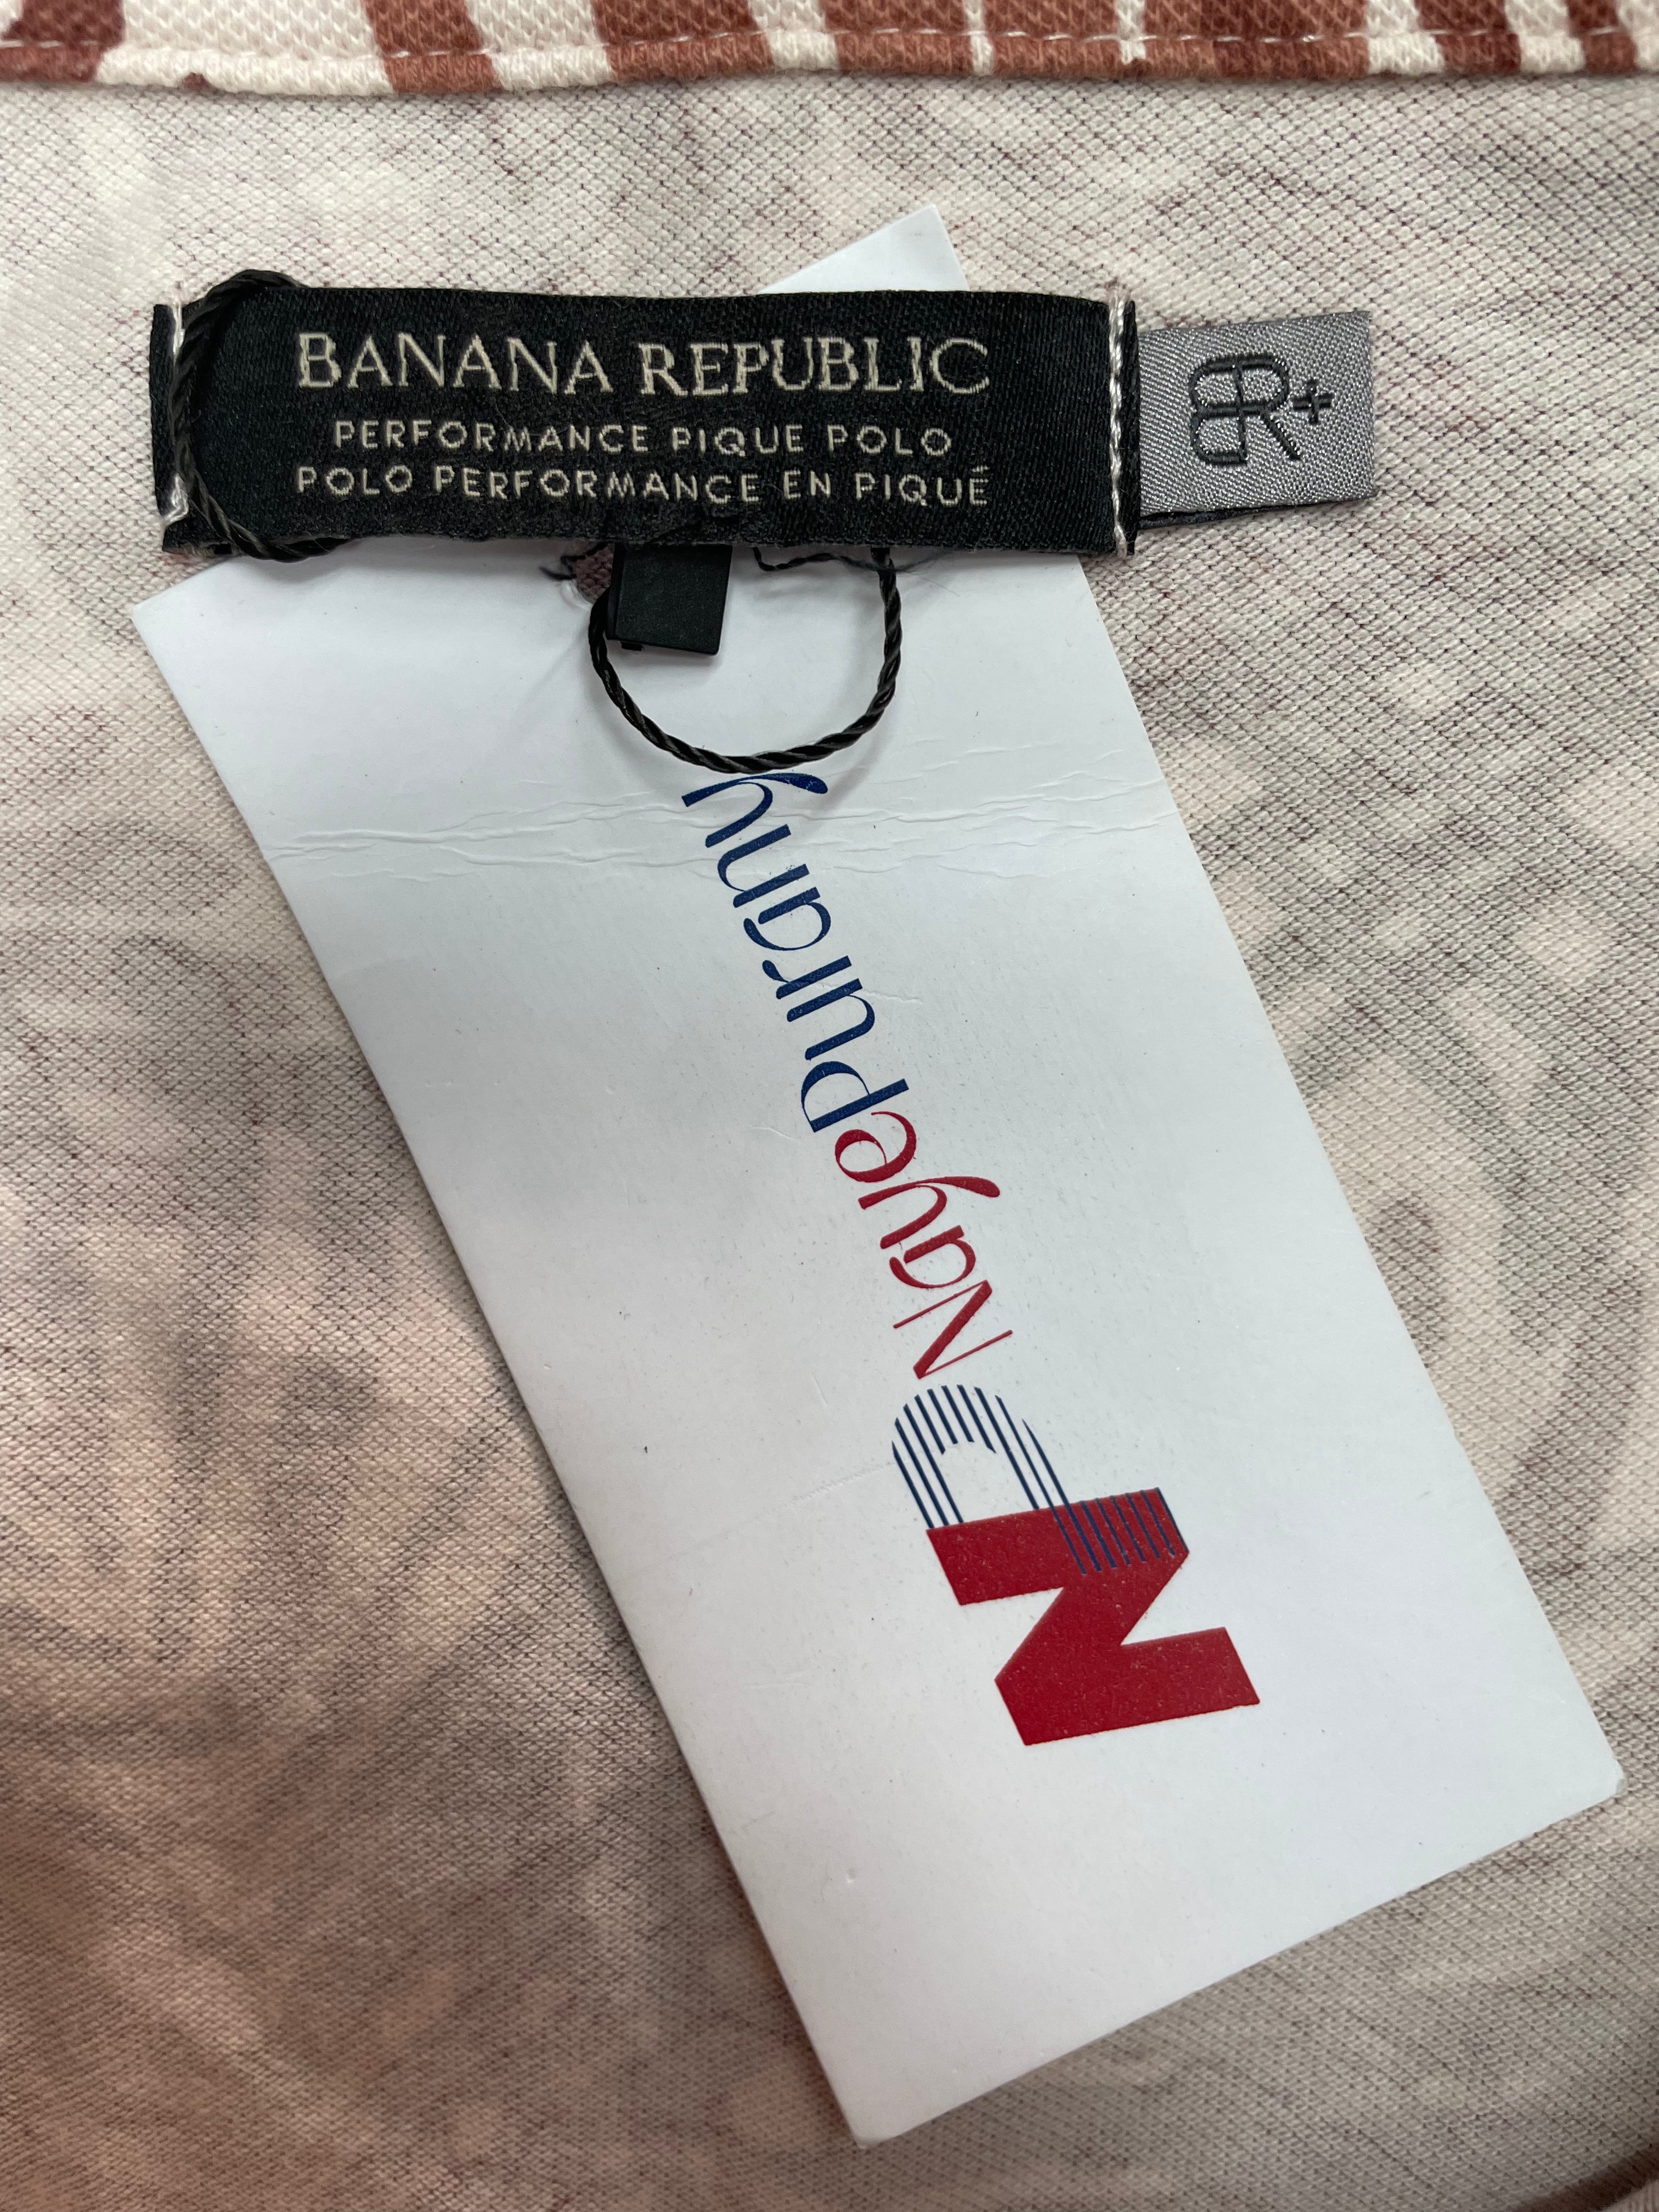 BANANA REPUBLIC
PERFORMANCE PIQUE POLO
POLO PERFORMANCE EN PIQUÉ
BR+
NP
Nayepurany